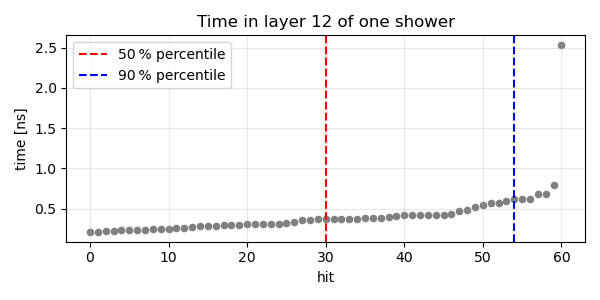 Time in layer 12 of one shower
50 % percentile
90 % percentile
time [ns]
2.5
2.0
1.5
1.0
0.5
0 10 20 30 40 50 60
hit